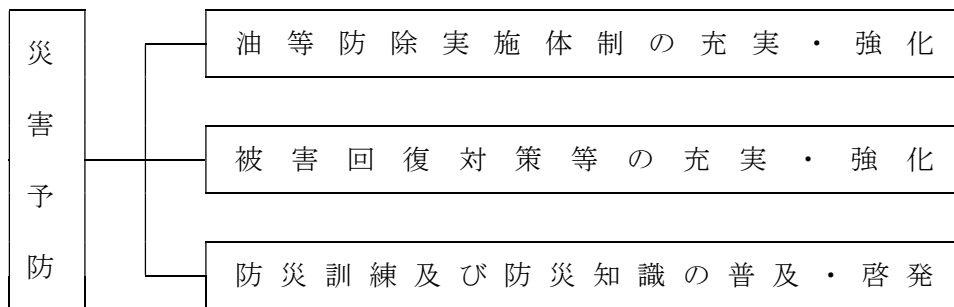 災害予防
油等防除実施体制の充実・強化
被害回復対策等の充実・強化
防災訓練及び防災知識の普及・啓発